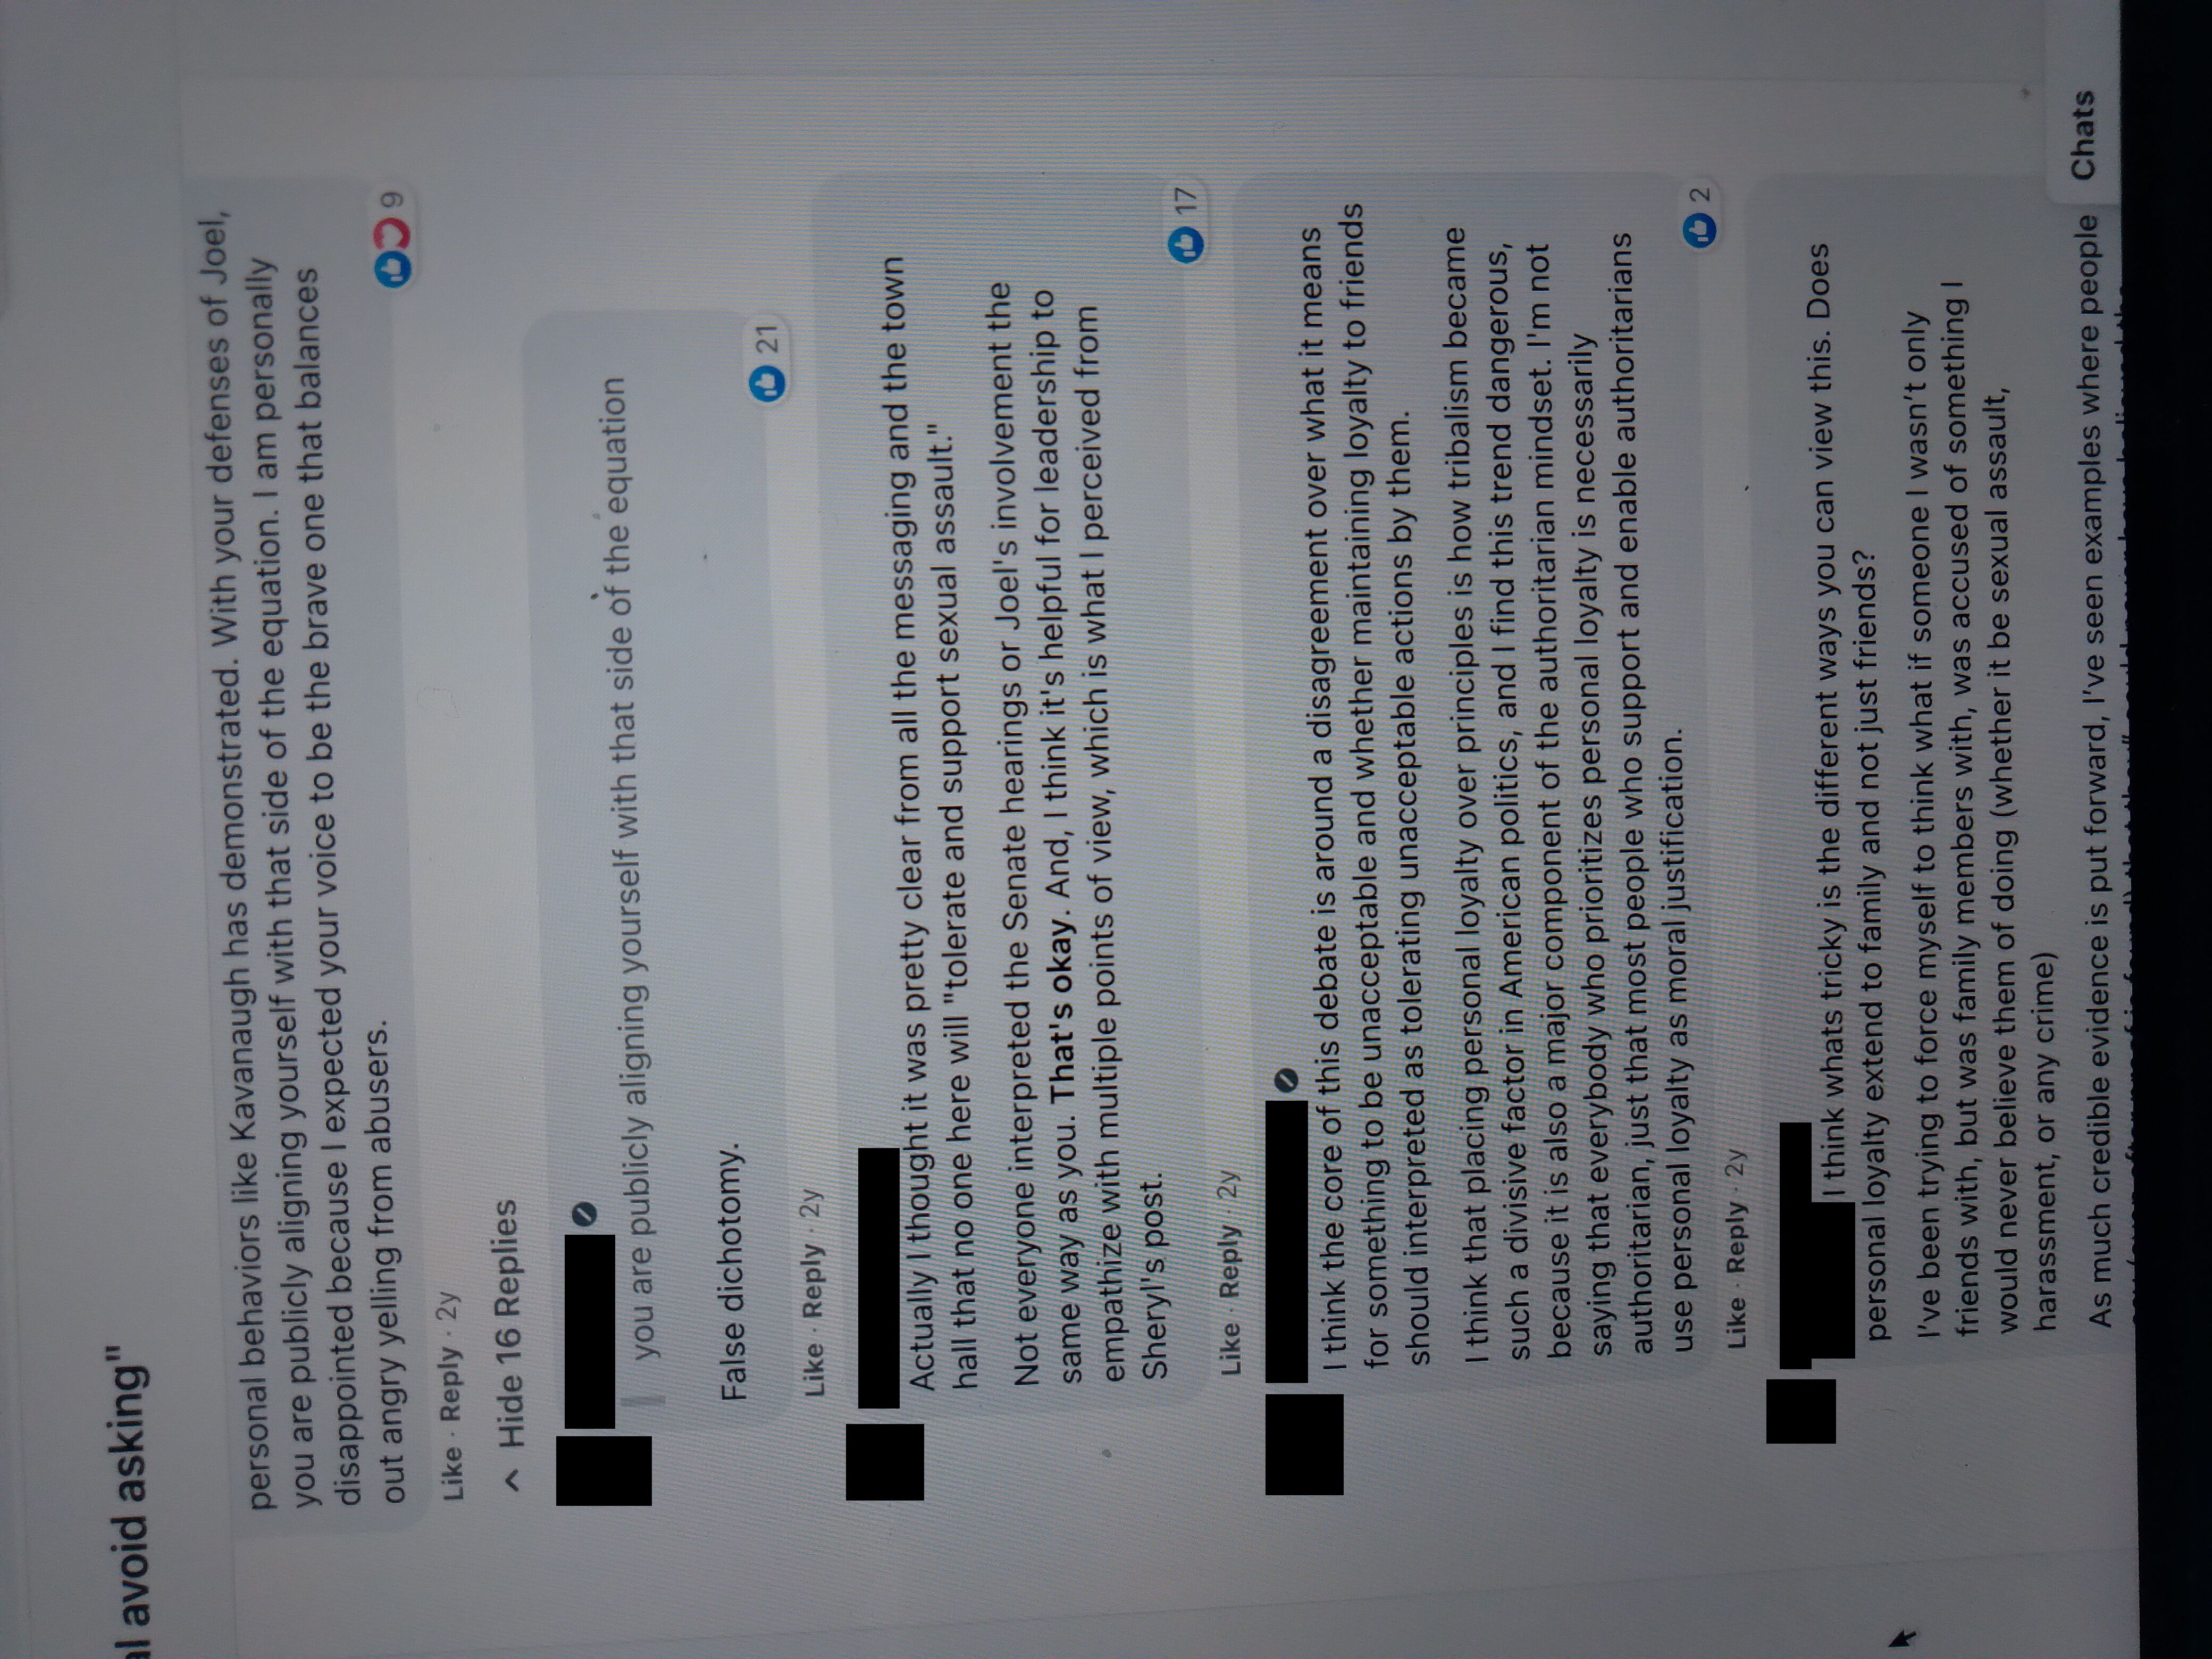 al avoid asking"
personal behaviors like Kavanaugh has demonstrated. With your defenses of Joel,
you are publicly aligning yourself with that side of the equation. I am personally
disappointed because I expected your voice to be the brave one that balances
out angry yelling from abusers.
9
Like · Reply · 2y
Hide 16 Replies
you are publicly aligning yourself with that side of the equation
False dichotomy.
21
Like · Reply · 2y
Actually I thought it was pretty clear from all the messaging and the town
hall that no one here will "tolerate and support sexual assault."
Not everyone interpreted the Senate hearings or Joel's involvement the
same way as you. That's okay. And, I think it's helpful for leadership to
empathize with multiple points of view, which is what I perceived from
Sheryl's post.
17
Like · Reply · 2y
I think the core of this debate is around a disagreement over what it means
for something to be unacceptable and whether maintaining loyalty to friends
should interpreted as tolerating unacceptable actions by them.
I think that placing personal loyalty over principles is how tribalism became
such a divisive factor in American politics, and I find this trend dangerous,
because it is also a major component of the authoritarian mindset. I'm not
saying that everybody who prioritizes personal loyalty is necessarily
authoritarian, just that most people who support and enable authoritarians
use personal loyalty as moral justification.
2
Like · Reply · 2y
I think whats tricky is the different ways you can view this. Does
personal loyalty extend to family and not just friends?
I've been trying to force myself to think what if someone I wasn't only
friends with, but was family members with, was accused of something I
would never believe them of doing (whether it be sexual assault,
harassment, or any crime)
As much credible evidence is put forward, I've seen examples where people
Chats